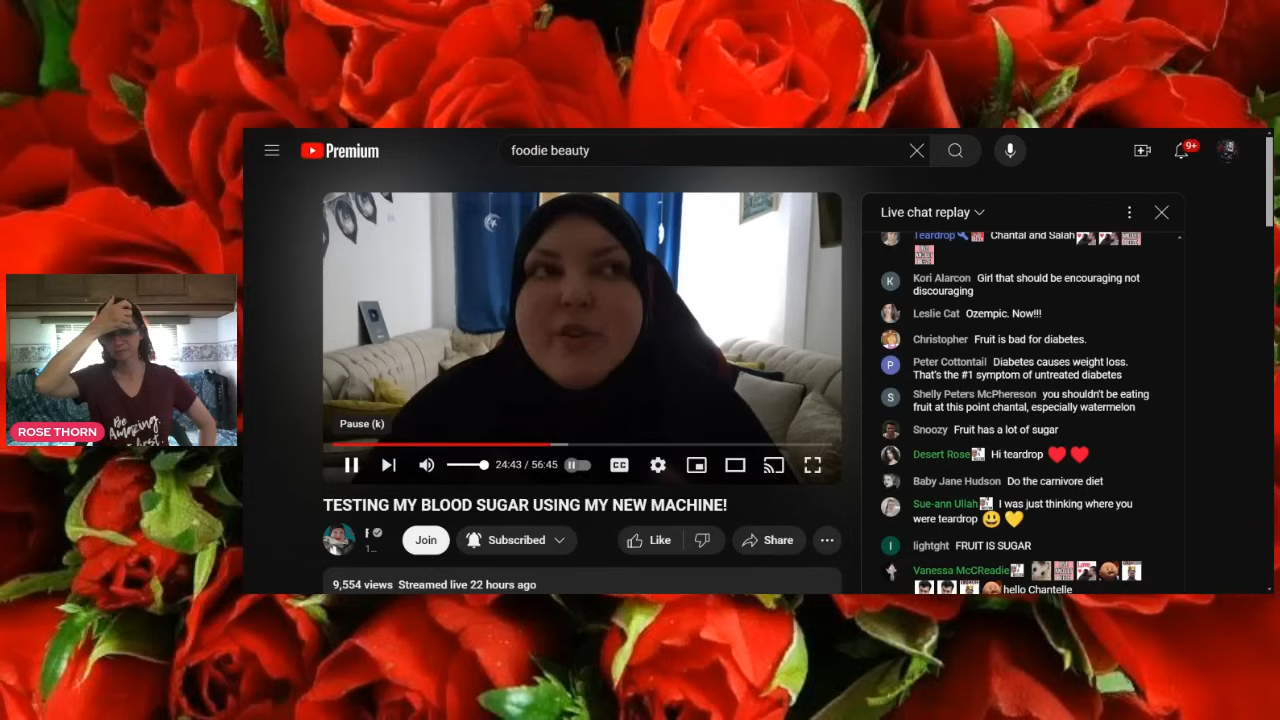 Premium
foodie beauty
9+
Live chat replay
Teardrop Chantal and Salah
Kori Alarcon Girl that should be encouraging not
discouraging
Leslie Cat Ozempic. Now!!!
Christopher Fruit is bad for diabetes.
P
Peter Cottontail Diabetes causes weight loss.
That's the #1 symptom of untreated diabetes
K
S
Shelly Peters McPhereson you shouldn't be eating
fruit at this point chantal, especially watermelon
Snoozy Fruit has a lot of sugar
Desert Rose Hi teardrop
Baby Jane Hudson Do the carnivore diet
Sue-ann Ullah I was just thinking where you
were teardrop
I
lightght FRUIT IS SUGAR
Vanessa McCReadie
hello Chantelle
Pause (k)
24:43 / 56:45
CC
TESTING MY BLOOD SUGAR USING MY NEW MACHINE!
F
1...
Join
Subscribed
Like
Share
9,554 views Streamed live 22 hours ago
Be
Amazing.
ROSE THORN